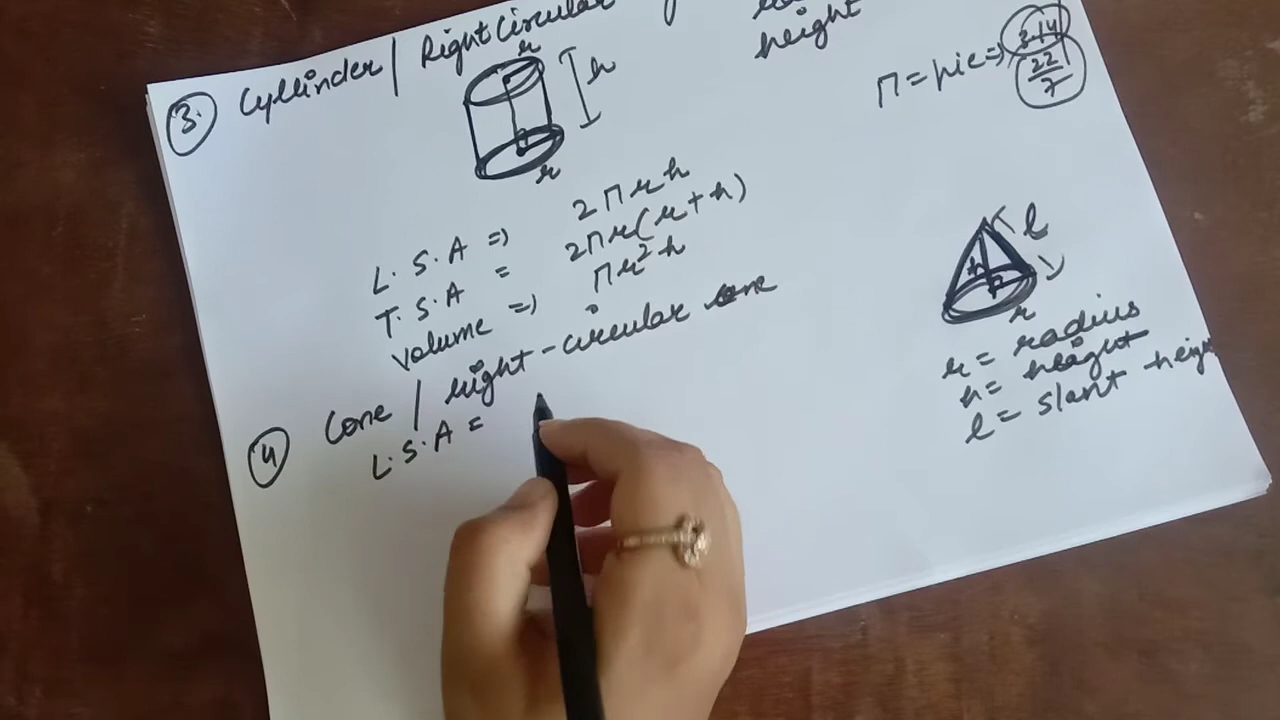 3. Cylinder / Right Circular
height
r
h
r
π = pie => 3.14
22/7
L.S.A => 2πrh
T.S.A = 2πr(r+h)
volume => πr²h
4 Cone / right-circular cone
L.S.A =
l
h
r
r = radius
h = height
l = slant heigh